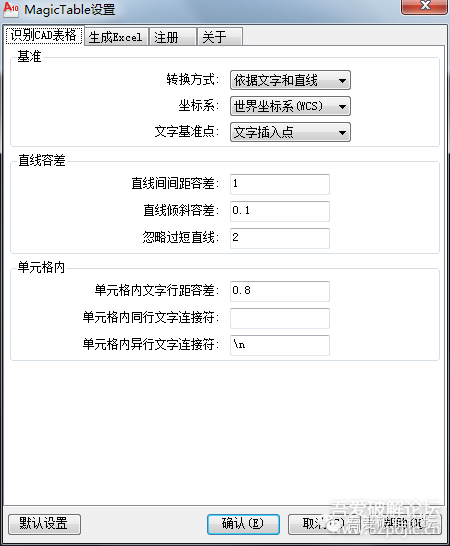 MagicTable设置
识别CAD表格 生成Excel 注册 关于
基准
转换方式: 依据文字和直线
坐标系: 世界坐标系(WCS)
文字基准点: 文字插入点
直线容差
直线间间距容差: 1
直线倾斜容差: 0.1
忽略过短直线: 2
单元格内
单元格内文字行距容差: 0.8
单元格内同行文字连接符:
单元格内异行文字连接符: \n
吾爱破解论坛
默认设置 确认(E)